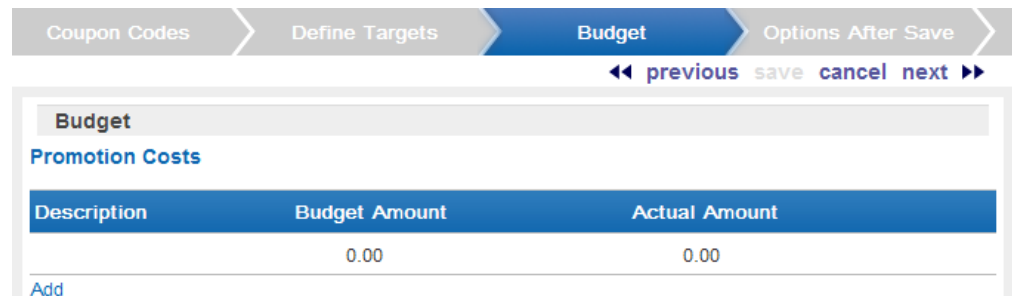 Coupon Codes Define Targets Budget Options After Save
previous save cancel next
Budget
Promotion Costs
Description Budget Amount Actual Amount
0.00 0.00
Add